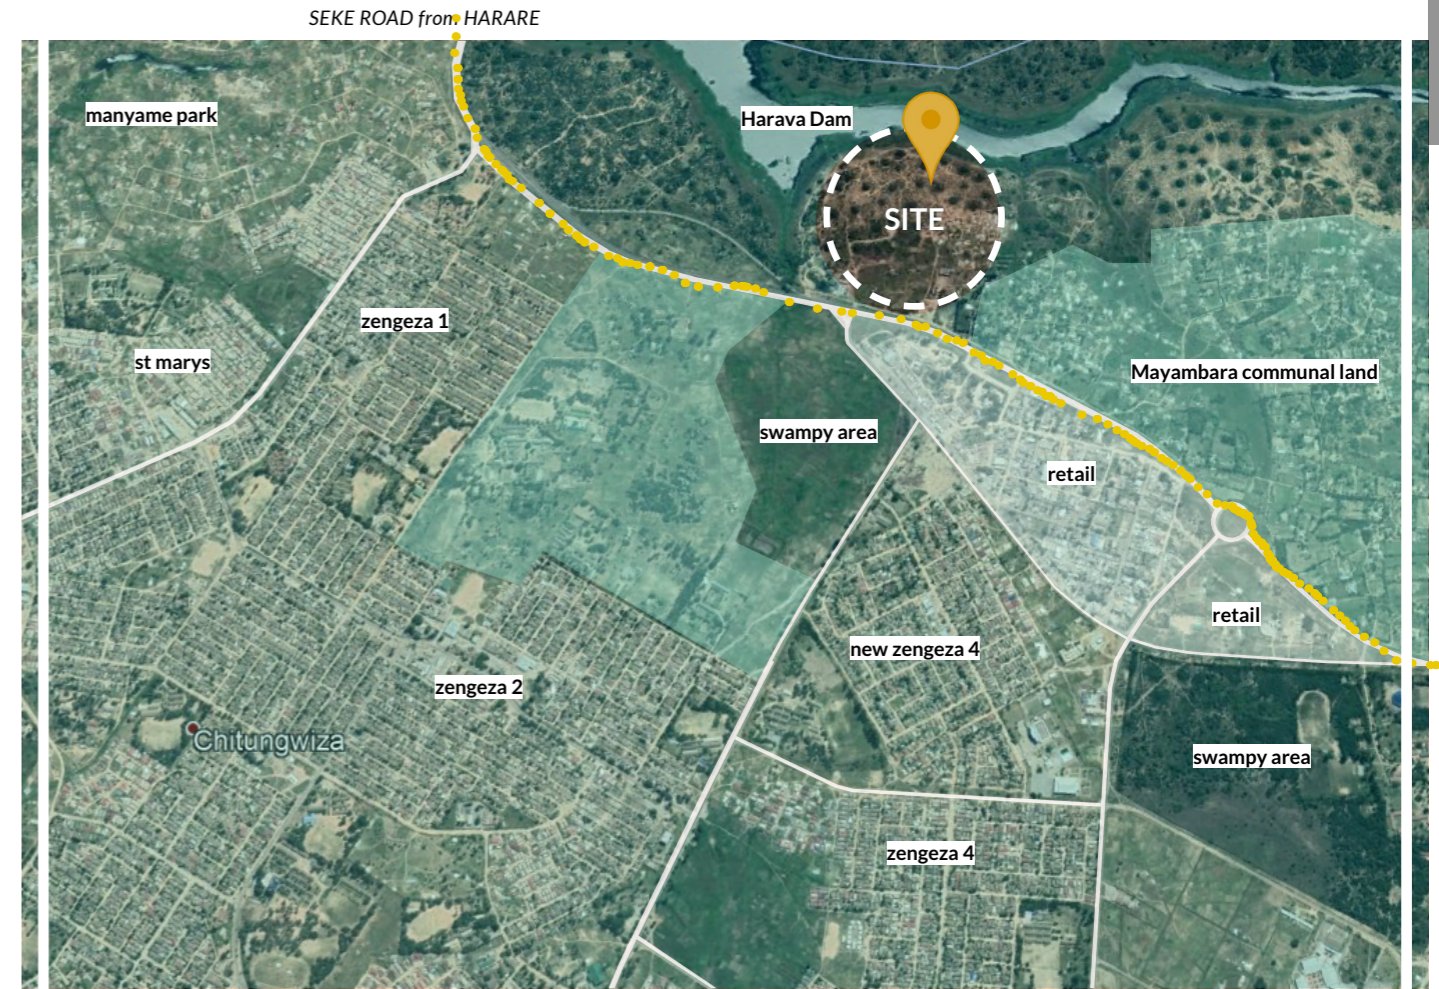 SEKE ROAD from HARARE
manyame park
Harava Dam
SITE
zengeza 1
st marys
Mayambara communal land
swampy area
retail
retail
new zengeza 4
zengeza 2
Chitungwiza
swampy area
zengeza 4